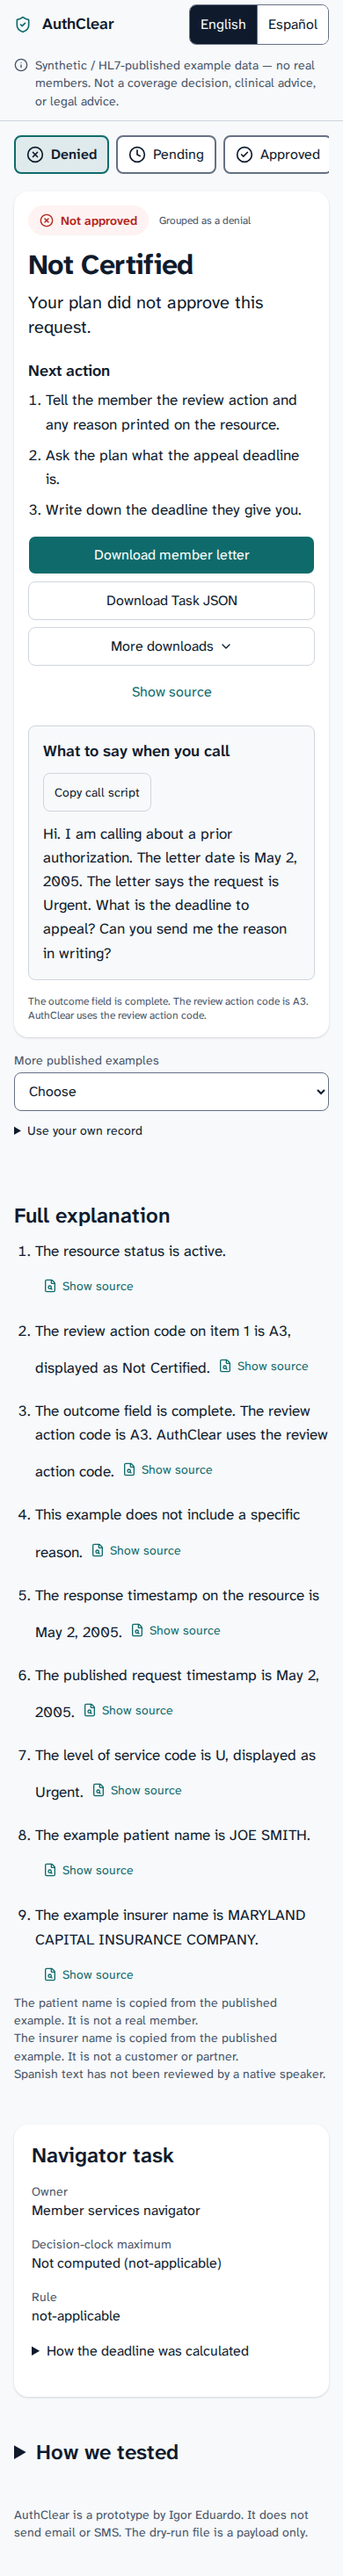 AuthClear
English
Español
Synthetic / HL7-published example data — no real
members. Not a coverage decision, clinical advice,
or legal advice.
Denied
Pending
Approved
Not approved
Grouped as a denial
Not Certified
Your plan did not approve this
request.
Next action
1. Tell the member the review action and
any reason printed on the resource.
2. Ask the plan what the appeal deadline
is.
3. Write down the deadline they give you.
Download member letter
Download Task JSON
More downloads
Show source
What to say when you call
Copy call script
Hi. I am calling about a prior
authorization. The letter date is May 2,
2005. The letter says the request is
Urgent. What is the deadline to
appeal? Can you send me the reason
in writing?
The outcome field is complete. The review action code is A3.
AuthClear uses the review action code.
More published examples
Choose
Use your own record
Full explanation
1. The resource status is active.
Show source
2. The review action code on item 1 is A3,
displayed as Not Certified. Show source
3. The outcome field is complete. The review
action code is A3. AuthClear uses the review
action code. Show source
4. This example does not include a specific
reason. Show source
5. The response timestamp on the resource is
May 2, 2005. Show source
6. The published request timestamp is May 2,
2005. Show source
7. The level of service code is U, displayed as
Urgent. Show source
8. The example patient name is JOE SMITH.
Show source
9. The example insurer name is MARYLAND
CAPITAL INSURANCE COMPANY.
Show source
The patient name is copied from the published
example. It is not a real member.
The insurer name is copied from the published
example. It is not a customer or partner.
Spanish text has not been reviewed by a native speaker.
Navigator task
Owner
Member services navigator
Decision-clock maximum
Not computed (not-applicable)
Rule
not-applicable
How the deadline was calculated
How we tested
AuthClear is a prototype by Igor Eduardo. It does not
send email or SMS. The dry-run file is a payload only.